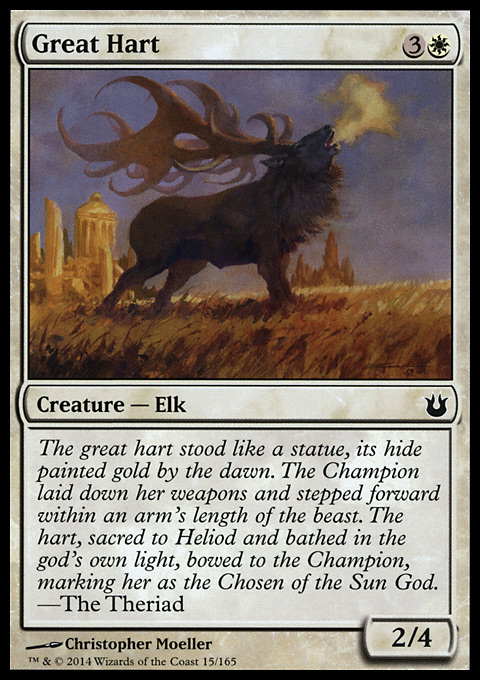 Great Hart 3
Creature — Elk
The great hart stood like a statue, its hide
painted gold by the dawn. The Champion
laid down her weapons and stepped forward
within an arm's length of the beast. The
hart, sacred to Heliod and bathed in the
god's own light, bowed to the Champion,
marking her as the Chosen of the Sun God.
—The Theriad
Christopher Moeller
2/4
™ & © 2014 Wizards of the Coast 15/165